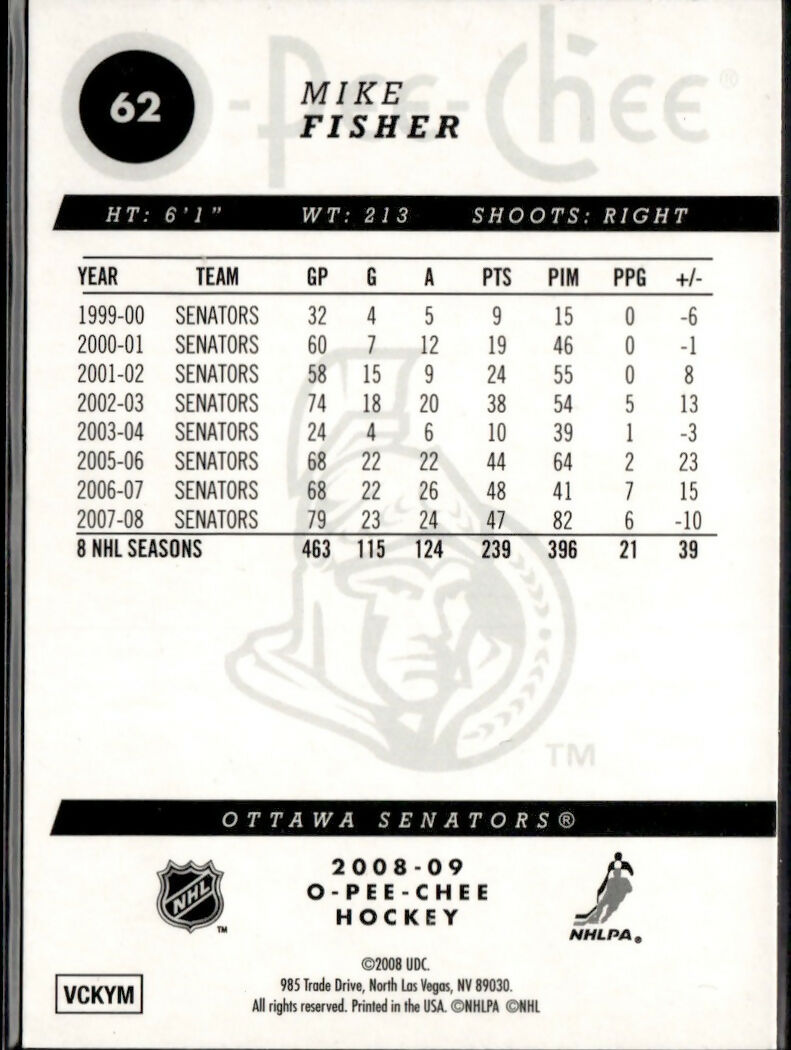 62
O-Pee-Chee®
MIKE
FISHER
HT: 6'1" WT: 213 SHOOTS: RIGHT
YEAR TEAM GP G A PTS PIM PPG +/-
1999-00 SENATORS 32 4 5 9 15 0 -6
2000-01 SENATORS 60 7 12 19 46 0 -1
2001-02 SENATORS 58 15 9 24 55 0 8
2002-03 SENATORS 74 18 20 38 54 5 13
2003-04 SENATORS 24 4 6 10 39 1 -3
2005-06 SENATORS 68 22 22 44 64 2 23
2006-07 SENATORS 68 22 26 48 41 7 15
2007-08 SENATORS 79 23 24 47 82 6 -10
8 NHL SEASONS 463 115 124 239 396 21 39
TM
OTTAWA SENATORS®
NHL TM
2008-09
O-PEE-CHEE
HOCKEY
NHLPA®
©2008 UDC.
985 Trade Drive, North Las Vegas, NV 89030.
All rights reserved. Printed in the USA. ©NHLPA ©NHL
VCKYM